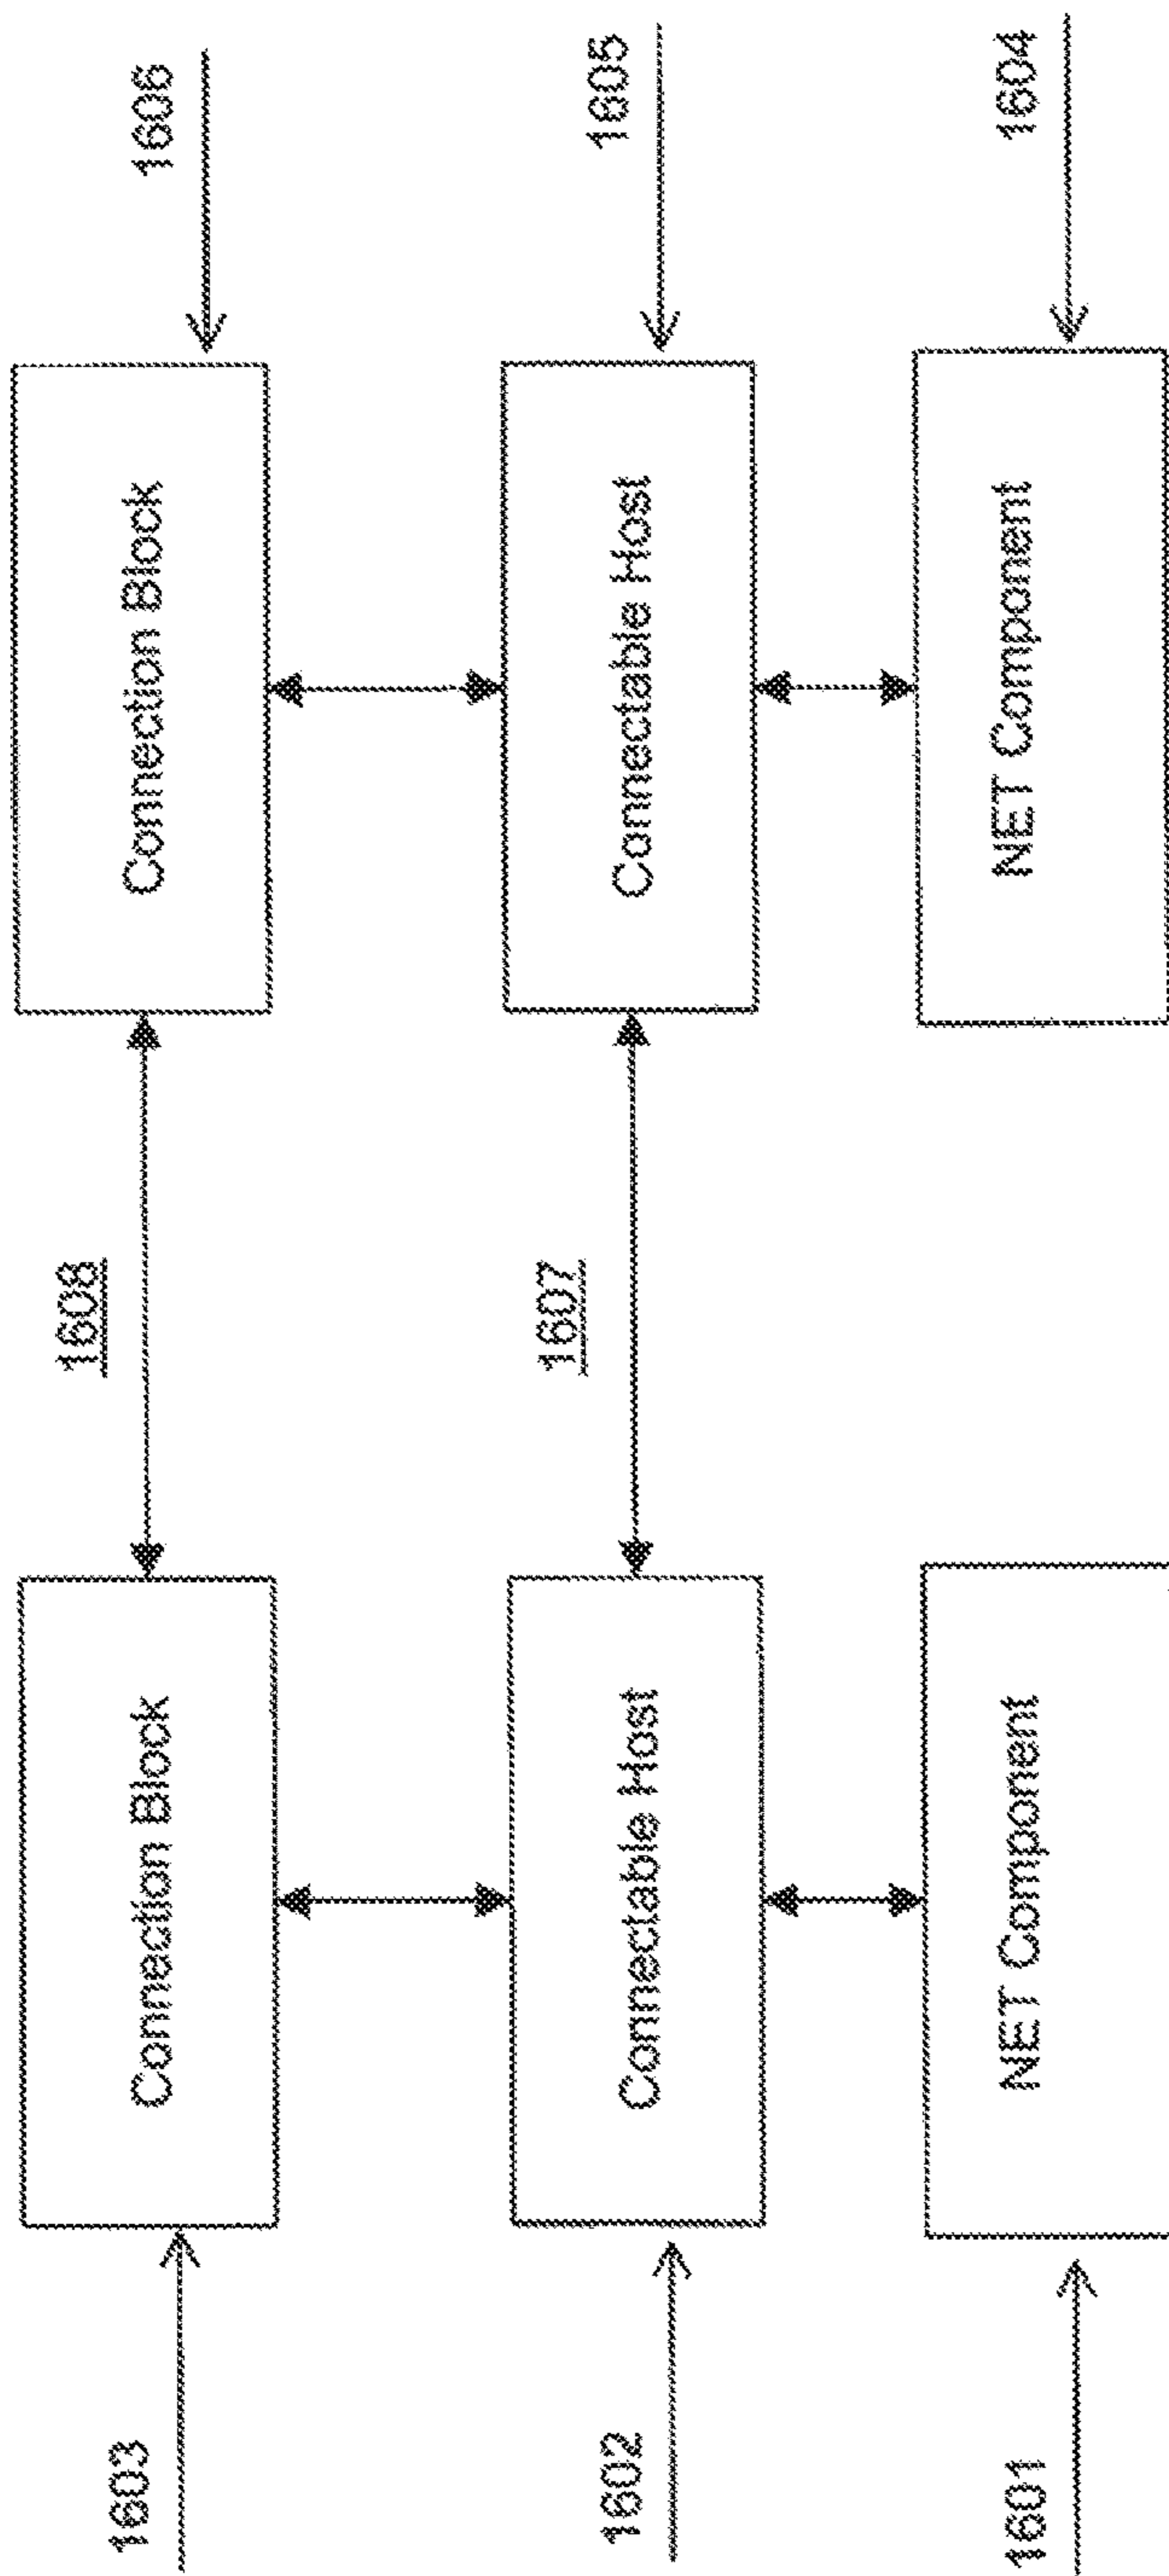 1608
1603
Connection Block
Connection Block
1606
1607
1602
Connectable Host
Connectable Host
1605
1601
NET Component
NET Component
1604